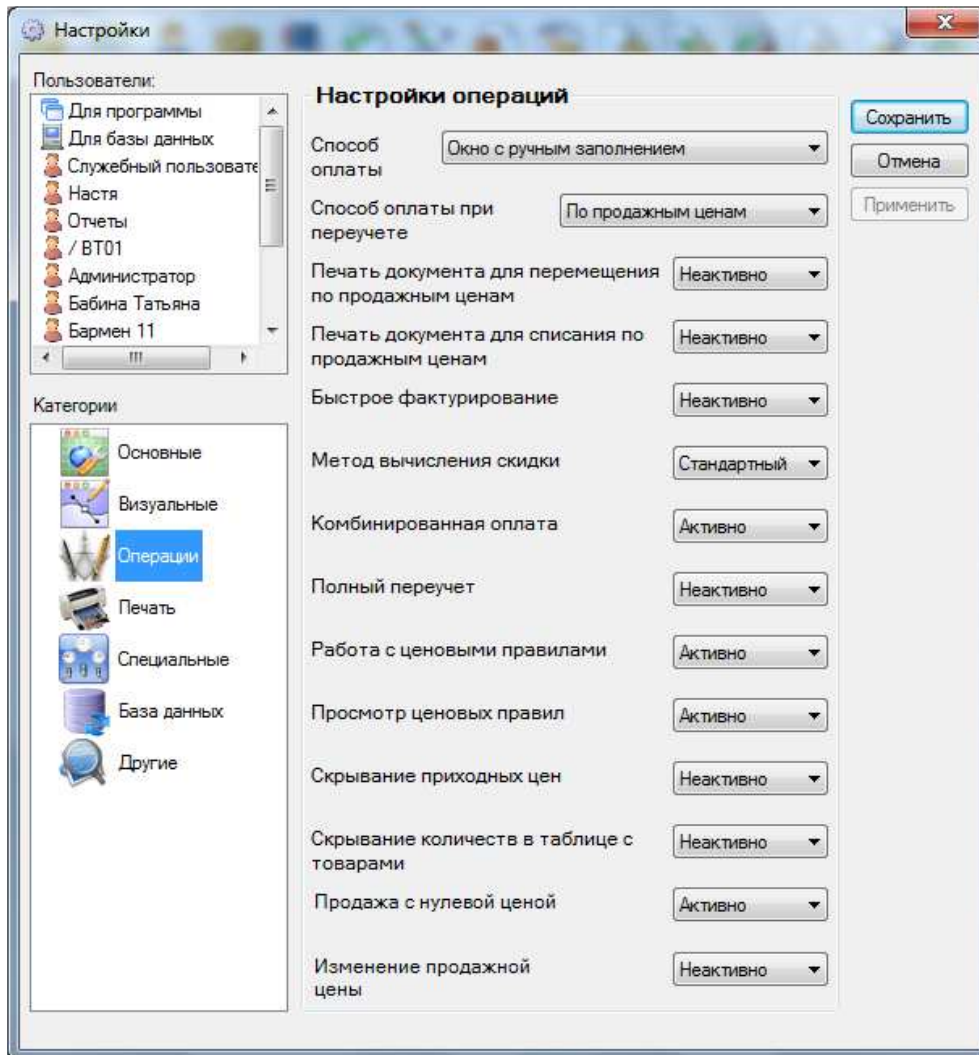 Настройки
Пользователи:
Для программы
Для базы данных
Служебный пользовате
Настя
Отчеты
/ BT01
Администратор
Бабина Татьяна
Бармен 11
Категории
Основные
Визуальные
Операции
Печать
Специальные
База данных
Другие
Настройки операций
Способ
оплаты
Окно с ручным заполнением
Способ оплаты при
переучете
По продажным ценам
Печать документа для перемещения
по продажным ценам
Неактивно
Печать документа для списания по
продажным ценам
Неактивно
Быстрое фактурирование
Неактивно
Метод вычисления скидки
Стандартный
Комбинированная оплата
Активно
Полный переучет
Неактивно
Работа с ценовыми правилами
Активно
Просмотр ценовых правил
Активно
Скрывание приходных цен
Неактивно
Скрывание количеств в таблице с
товарами
Неактивно
Продажа с нулевой ценой
Активно
Изменение продажной
цены
Неактивно
Сохранить
Отмена
Применить